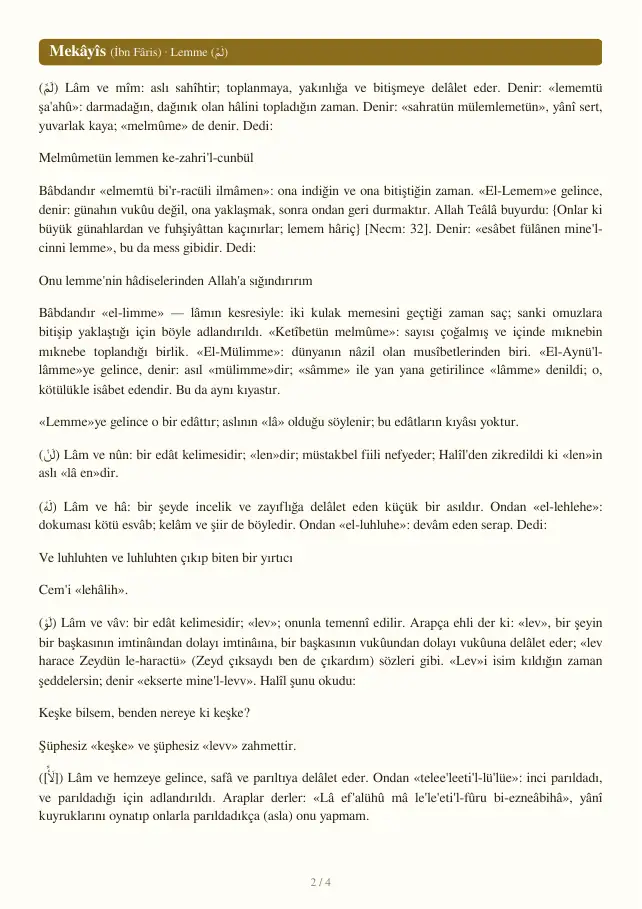 Mekâyîs (İbn Fâris) · Lemme (لَمَّ)
(لَمَّ) Lâm ve mîm: aslı sahîhtir; toplanmaya, yakınlığa ve bitişmeye delâlet eder. Denir: «lememtü
şa'ahû»: darmadağın, dağınık olan hâlini topladığın zaman. Denir: «sahratün mülemlemetün», yânî sert,
yuvarlak kaya; «melmûme» de denir. Dedi:
Melmûmetün lemmen ke-zahri'l-cunbül
Bâbdandır «elmemtü bi'r-racüli ilmâmen»: ona indiğin ve ona bitiştiğin zaman. «El-Lemem»e gelince,
denir: günahın vukûu değil, ona yaklaşmak, sonra ondan geri durmaktır. Allah Teâlâ buyurdu: {Onlar ki
büyük günahlardan ve fuhşiyâttan kaçınırlar; lemem hâriç} [Necm: 32]. Denir: «esâbet fülânen mine'l-
cinni lemme», bu da mess gibidir. Dedi:
Onu lemme'nin hâdiselerinden Allah'a sığındırırım
Bâbdandır «el-limme» — lâmın kesresiyle: iki kulak memesini geçtiği zaman saç; sanki omuzlara
bitişip yaklaştığı için böyle adlandırıldı. «Ketîbetün melmûme»: sayısı çoğalmış ve içinde mıknebin
mıknebe toplandığı birlik. «El-Mülimme»: dünyanın nâzil olan musîbetlerinden biri. «El-Aynü'l-
lâmme»ye gelince, denir: asıl «mülimme»dir; «sâmme» ile yan yana getirilince «lâmme» denildi; o,
kötülükle isâbet edendir. Bu da aynı kıyastır.
«Lemme»ye gelince o bir edâttır; aslının «lâ» olduğu söylenir; bu edâtların kıyâsı yoktur.
(لَنْ) Lâm ve nûn: bir edât kelimesidir; «len»dir; müstakbel fiili nefyeder; Halîl'den zikredildi ki «len»in
aslı «lâ en»dir.
(لَهَّ) Lâm ve hâ: bir şeyde incelik ve zayıflığa delâlet eden küçük bir asıldır. Ondan «el-lehlehe»:
dokuması kötü esvâb; kelâm ve şiir de böyledir. Ondan «el-luhluhe»: devâm eden serap. Dedi:
Ve luhluhten ve luhluhten çıkıp biten bir yırtıcı
Cem'i «lehâlih».
(لَوْ) Lâm ve vâv: bir edât kelimesidir; «lev»; onunla temennî edilir. Arapça ehli der ki: «lev», bir şeyin
bir başkasının imtinâından dolayı imtinâına, bir başkasının vukûundan dolayı vukûuna delâlet eder; «lev
harace Zeydün le-haractü» (Zeyd çıksaydı ben de çıkardım) sözleri gibi. «Lev»i isim kıldığın zaman
şeddelersin; denir «ekserte mine'l-levv». Halîl şunu okudu:
Keşke bilsem, benden nereye ki keşke?
Şüphesiz «keşke» ve şüphesiz «levv» zahmettir.
([لَأْ]) Lâm ve hemzeye gelince, safâ ve parıltıya delâlet eder. Ondan «telee'leeti'l-lü'lüe»: inci parıldadı,
ve parıldadığı için adlandırıldı. Araplar derler: «Lâ ef'alühû mâ le'le'eti'l-fûru bi-ezneâbihâ», yânî
kuyruklarını oynatıp onlarla parıldadıkça (asla) onu yapmam.
2 / 4